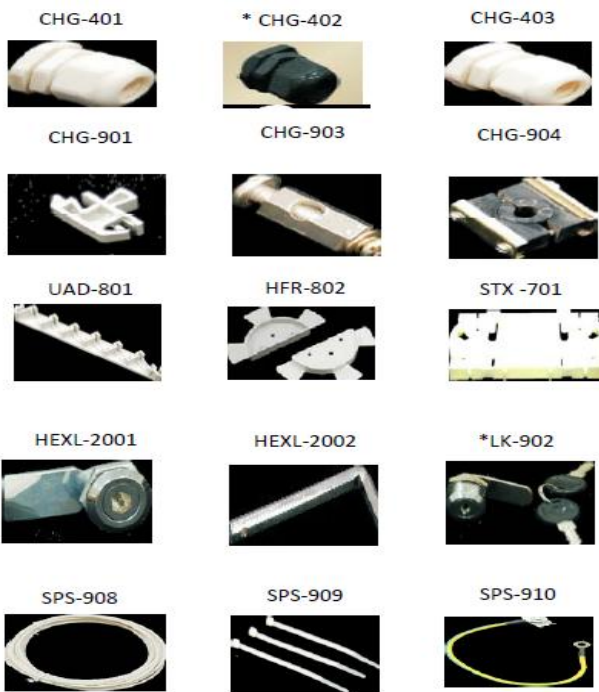 CHG-401
* CHG-402
CHG-403
CHG-901
CHG-903
CHG-904
UAD-801
HFR-802
STX -701
HEXL-2001
HEXL-2002
*LK-902
SPS-908
SPS-909
SPS-910